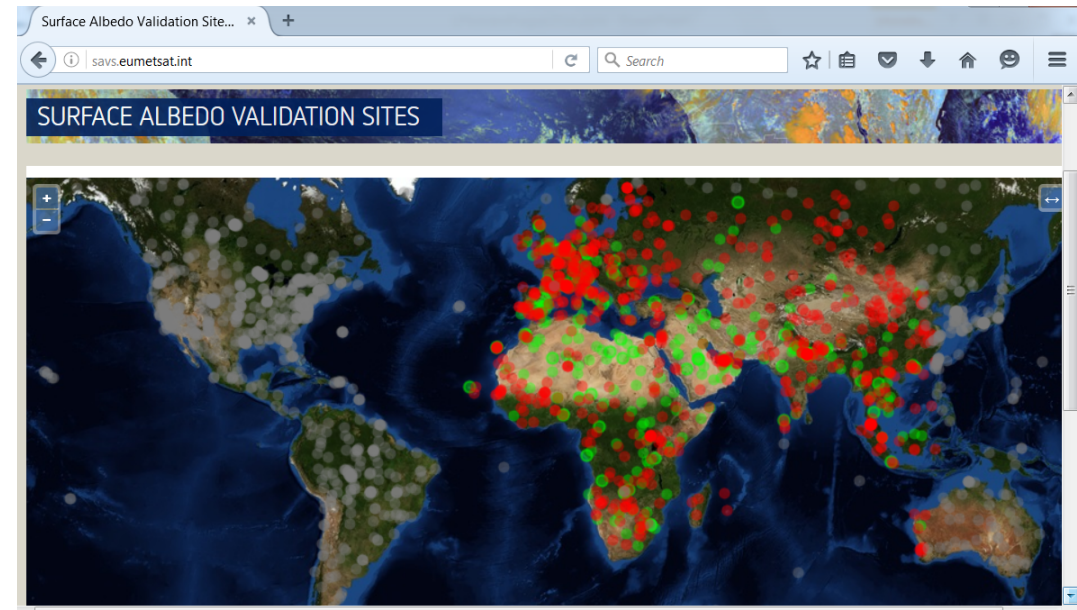 Surface Albedo Validation Site... × +
savs.eumetsat.int
Search
SURFACE ALBEDO VALIDATION SITES
+
−
↔